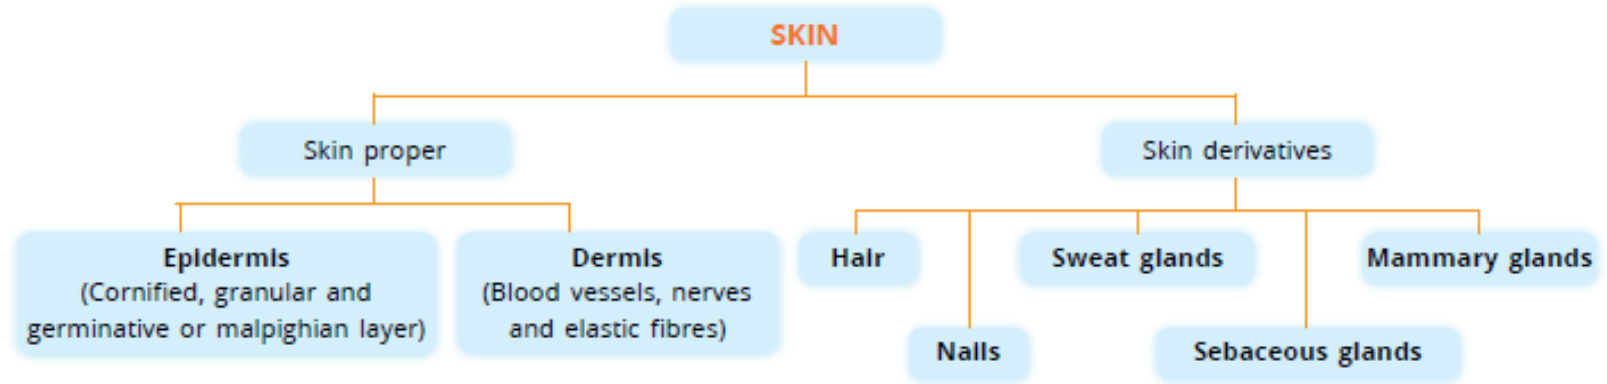 SKIN
Skin proper
Skin derivatives
Epidermis
(Cornified, granular and
germinative or malpighian layer)
Dermis
(Blood vessels, nerves
and elastic fibres)
Hair
Sweat glands
Mammary glands
Nails
Sebaceous glands